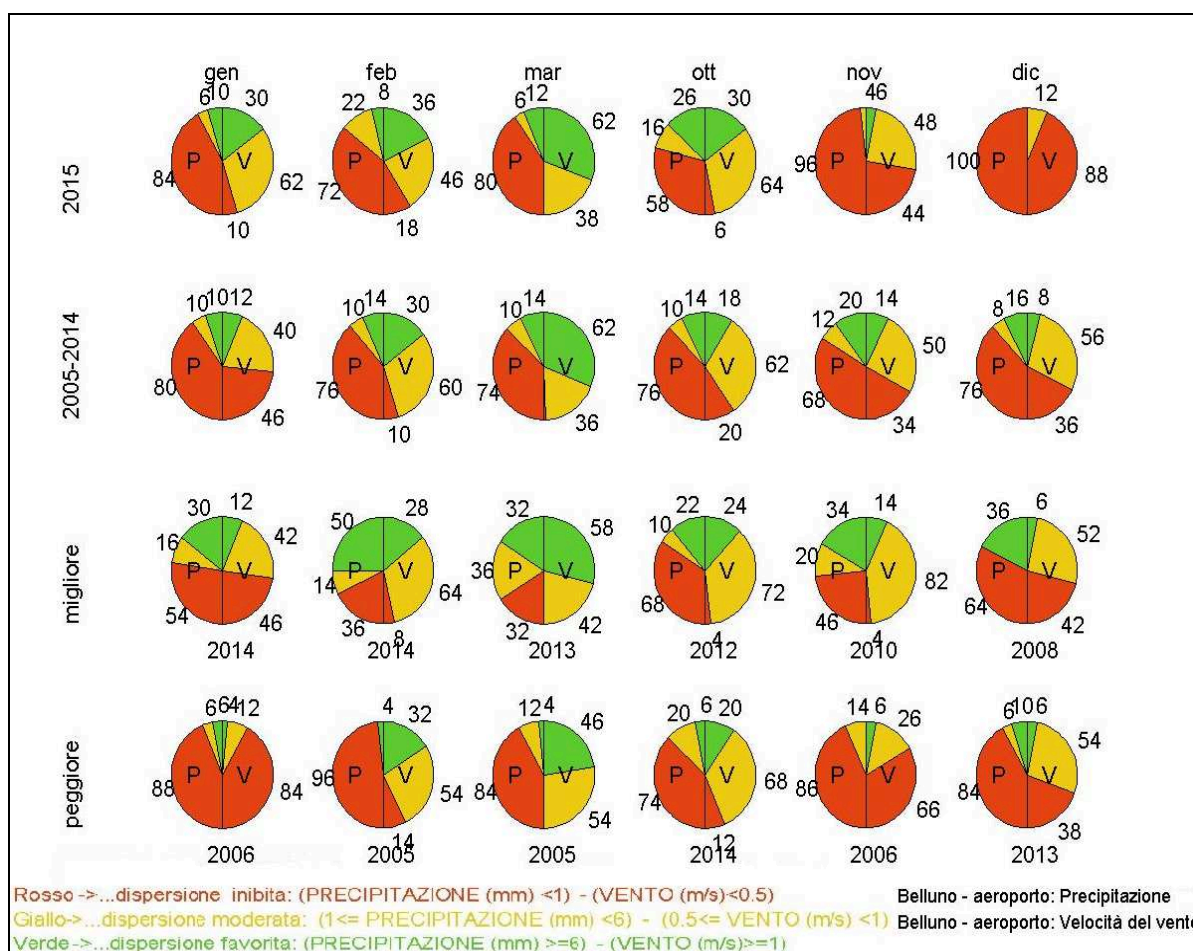 gen feb mar ott nov dic
2015
6 10 30 84 P V 62 10
22 8 36 72 P V 46 18
6 12 62 80 P V 38
16 26 30 58 P V 64 6
46 48 96 P V 44
12 100 P V 88
2005-2014
10 10 12 40 80 P V 46
10 14 30 76 P V 60 10
10 14 62 74 P V 36
10 14 18 62 76 P V 20
12 20 14 50 68 P V 34
8 16 8 56 76 P V 36
migliore
16 30 12 42 54 P V 46
50 28 14 P V 64 36 8
32 58 36 P V 42 32
10 22 24 68 P V 72 4
20 34 14 P V 82 46 4
36 6 52 64 P V 42
2014 2014 2013 2012 2010 2008
peggiore
6 6 4 12 88 P V 84
4 32 96 P V 54 14
12 4 46 84 P V 54
20 6 20 74 P V 68 12
14 6 26 86 P V 66
6 10 6 54 84 P V 38
2006 2005 2005 2014 2006 2013
Rosso ->...dispersione inibita: (PRECIPITAZIONE (mm) <1) - (VENTO (m/s)<0.5)
Belluno - aeroporto: Precipitazione
Giallo->...dispersione moderata: (1<= PRECIPITAZIONE (mm) <6) - (0.5<= VENTO (m/s) <1)
Belluno - aeroporto: Velocità del vento
Verde->...dispersione favorita: (PRECIPITAZIONE (mm) >=6) - (VENTO (m/s)>=1)